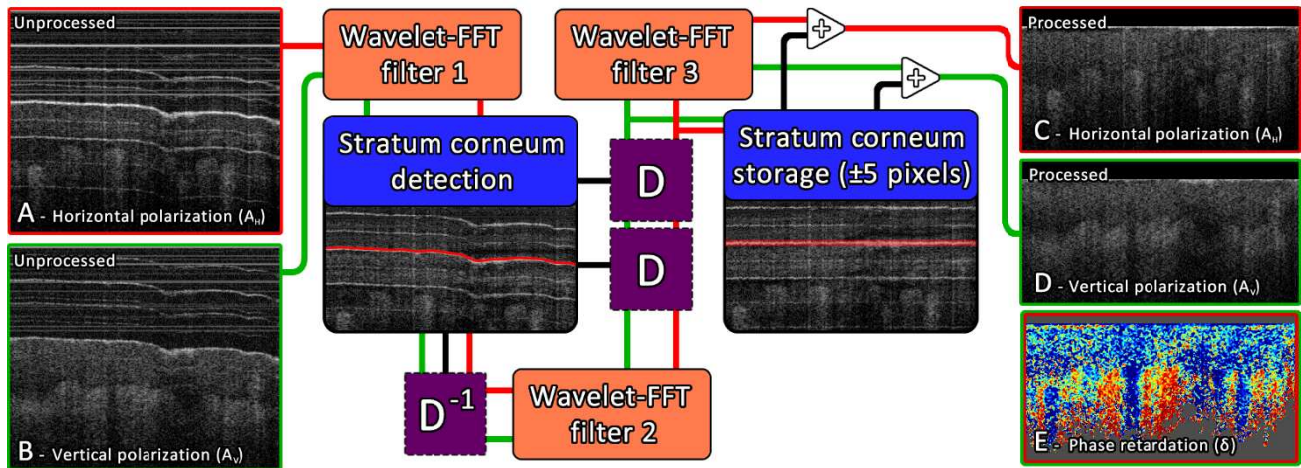 Unprocessed
A - Horizontal polarization (AH)
Unprocessed
B - Vertical polarization (AV)
Wavelet-FFT
filter 1
Stratum corneum
detection
D⁻¹
Wavelet-FFT
filter 2
D
D
Wavelet-FFT
filter 3
Stratum corneum
storage (±5 pixels)
+
+
Processed
C - Horizontal polarization (AH)
Processed
D - Vertical polarization (AV)
E - Phase retardation (δ)